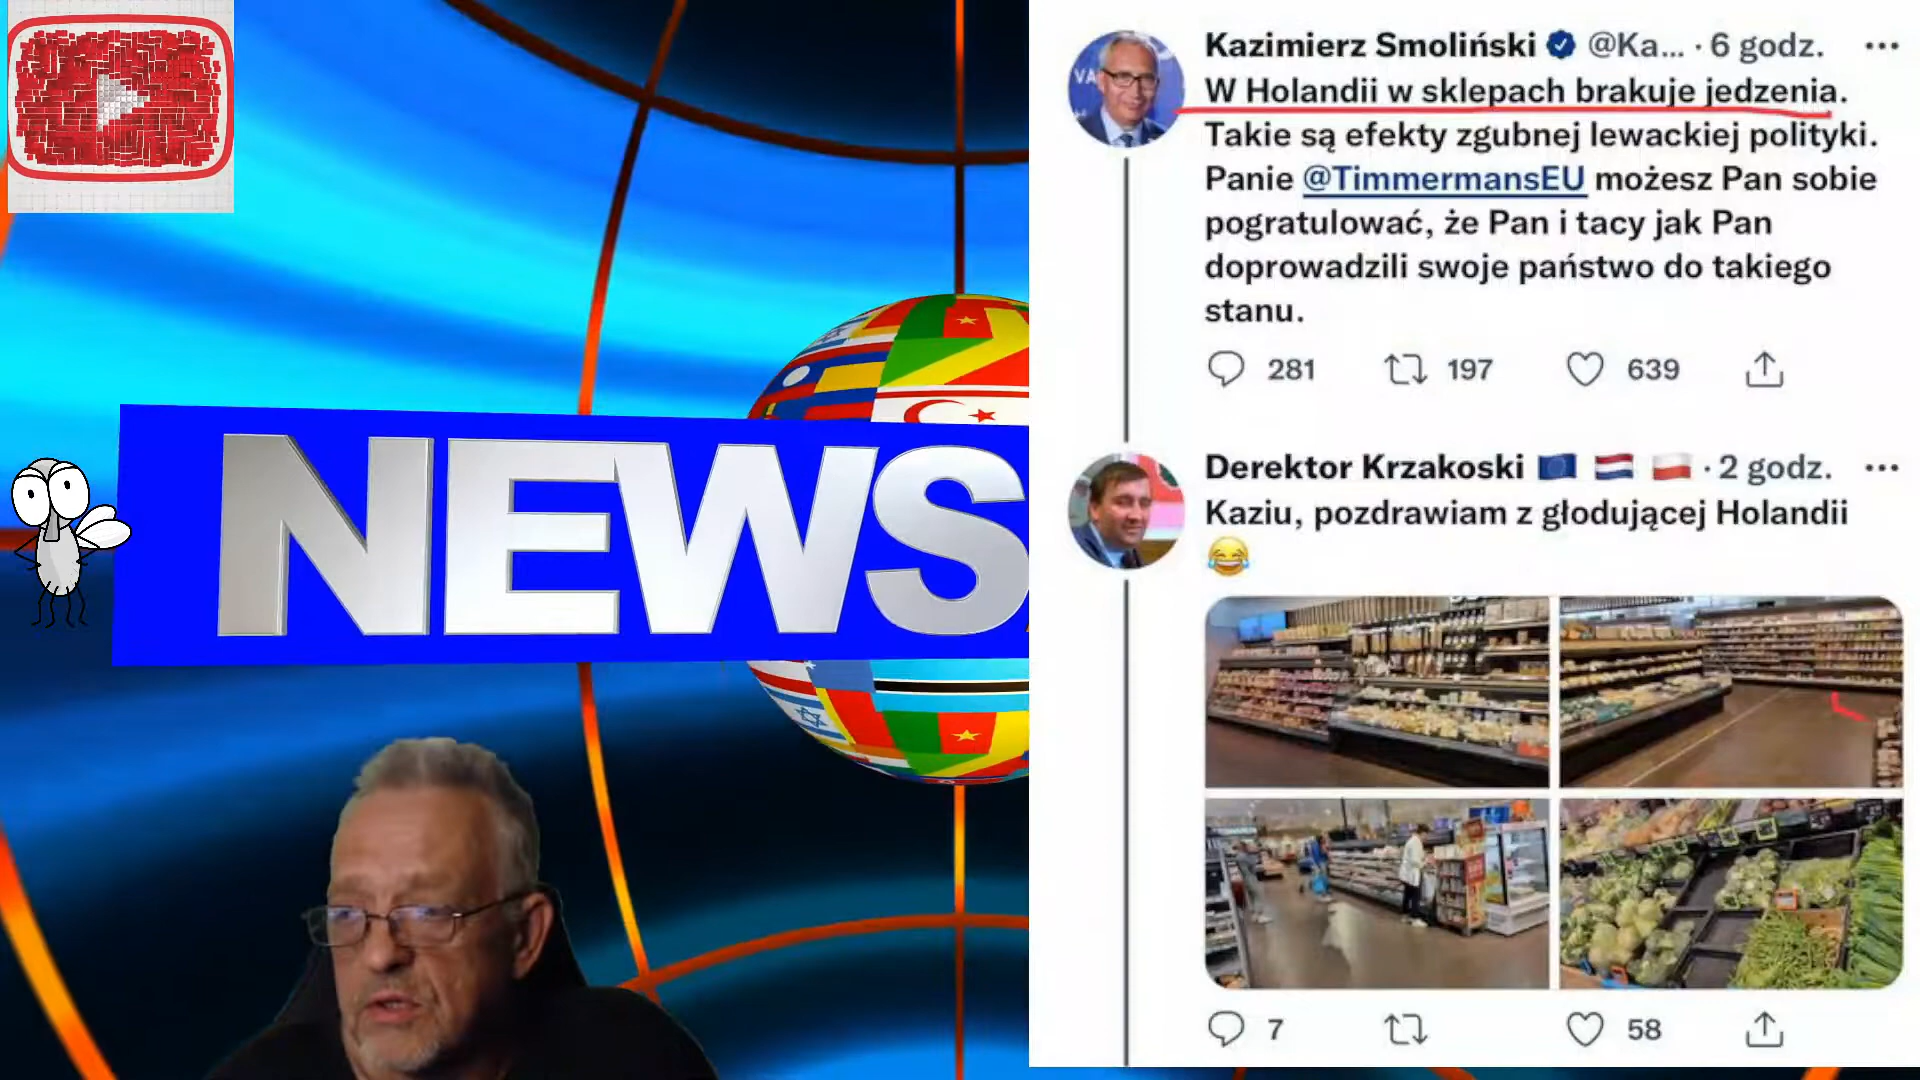 NEWS
VA
Kazimierz Smoliński @Ka... · 6 godz.
W Holandii w sklepach brakuje jedzenia.
Takie są efekty zgubnej lewackiej polityki.
Panie @TimmermansEU możesz Pan sobie
pogratulować, że Pan i tacy jak Pan
doprowadzili swoje państwo do takiego
stanu.
281 197 639
Derektor Krzakoski 🇪🇺 🇳🇱 🇵🇱 · 2 godz.
Kaziu, pozdrawiam z głodującej Holandii
😂
7 58